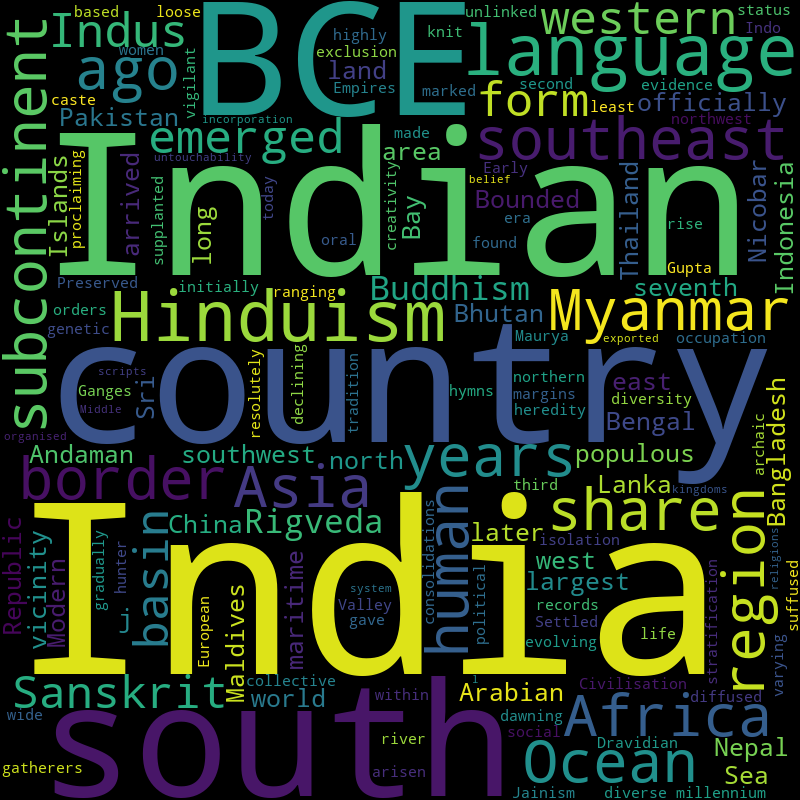 based loose
Indus
women
BCE
highly
exclusion
knit
unlinked
western
status
Indo
ago
vigilant
land
Empires
language
second
evidence
marked
form
least
officially
caste
Pakistan
incorporation
northwest
subcontinent
emerged
made
area
southeast
Islands
proclaiming
arrived
untouchability
Indian
creativity
Early
belief
Bounded
Thailand
Nicobar
Indonesia
supplanted
long
today
oral
Bay
era
found
rise
Gupta
Preserved
initially
ranging
Buddhism
seventh
orders
genetic
Hinduism
Bhutan
Myanmar
Maurya
exported
occupation
scripts
Ganges
Middle
Sri
country
resolutely
declining
tradition
hymns
northern
margins
heredity
east
diversity
Bengal
organised
Andaman
southwest
north
years
populous
archaic
Bangladesh
border
Asia
third
Lanka
kingdoms
Republic
vicinity
Modern
gradually
hunter
basin
China
Rigveda
consolidations
human
later
share
isolation
region
religions
maritime
India
system
Valley
gave
political
west
largest
records
Settled
evolving
life
stratification
suffused
j
European
Maldives
Sanskrit
collective
world
within
i
Arabian
Civilisation
diffused
varying
wide
south
dawning
social
Africa
river
Ocean
Dravidian
Nepal
Sea
gatherers
arisen
Jainism
diverse
millennium